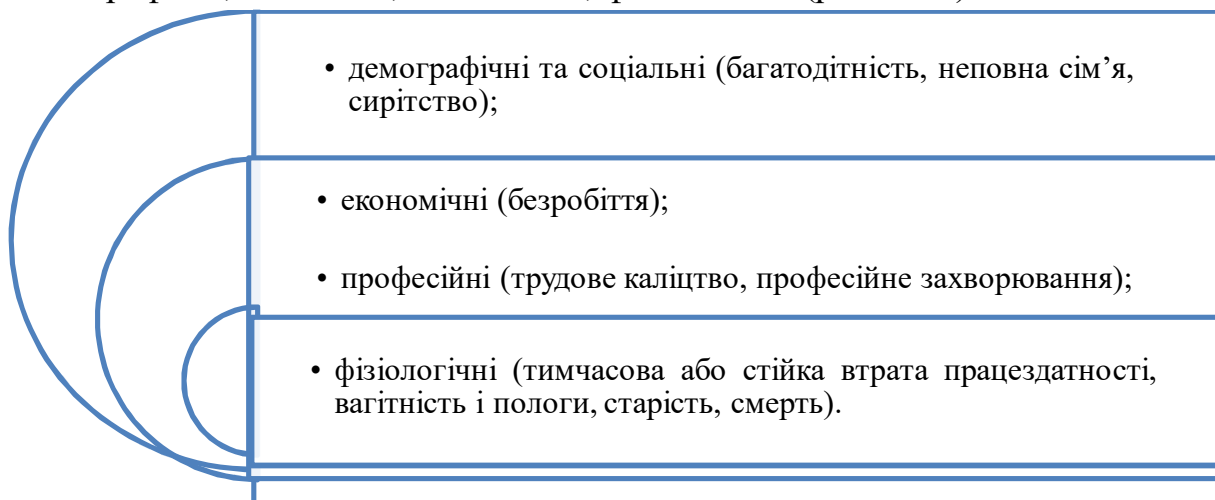 • демографічні та соціальні (багатодітність, неповна сім’я,
сирітство);
• економічні (безробіття);
• професійні (трудове каліцтво, професійне захворювання);
• фізіологічні (тимчасова або стійка втрата працездатності,
вагітність і пологи, старість, смерть).